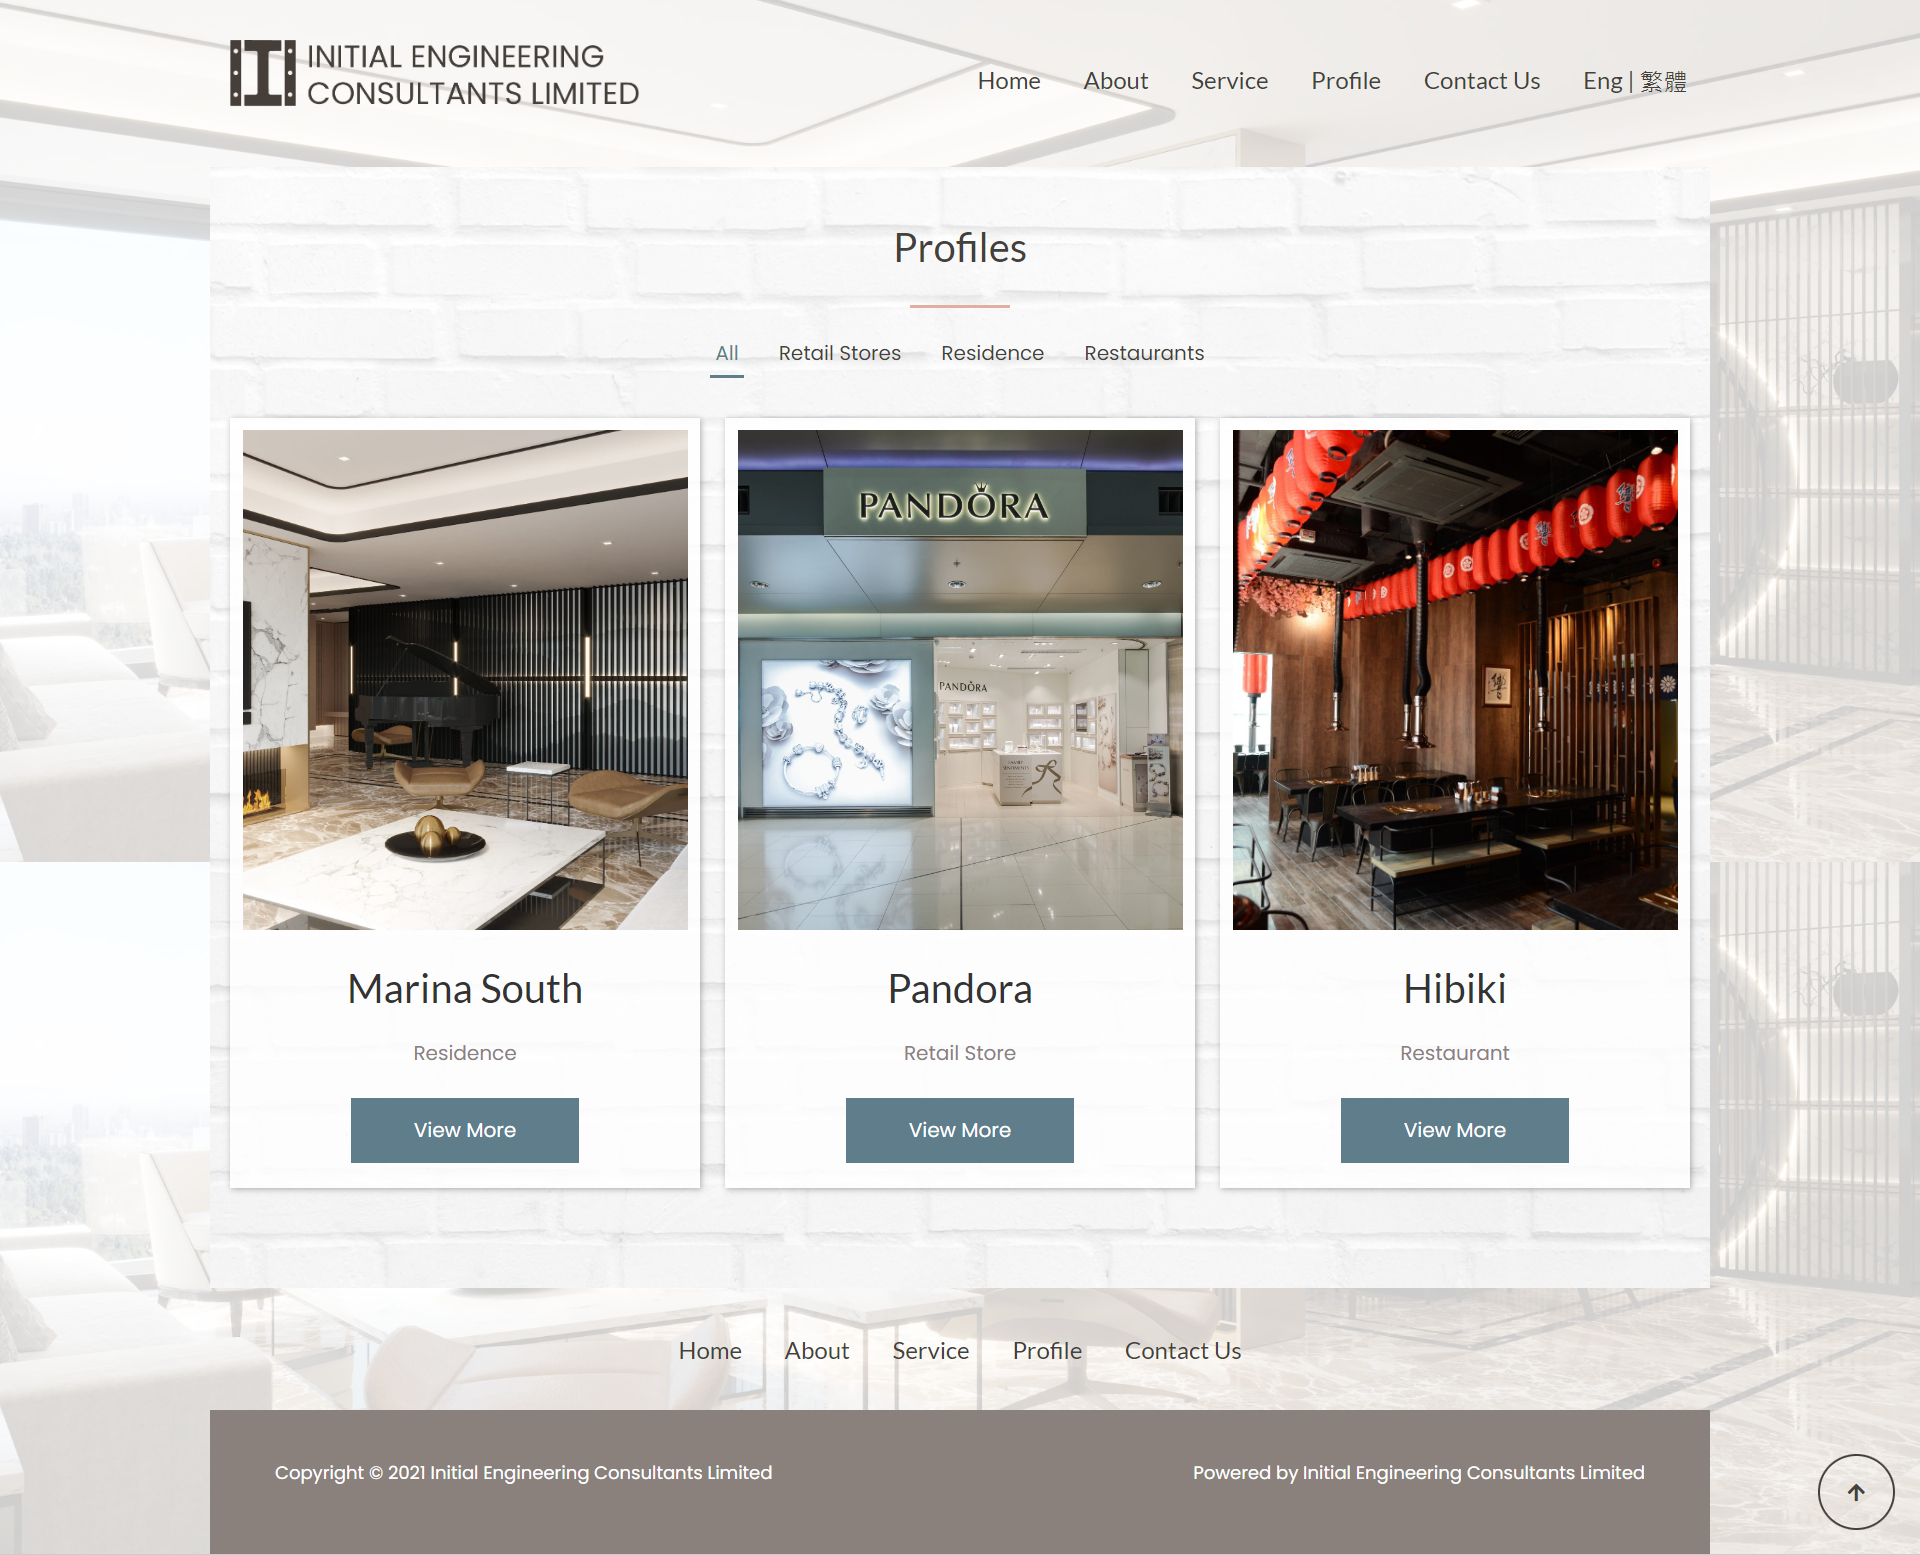 INITIAL ENGINEERING
CONSULTANTS LIMITED
Home About Service Profile Contact Us Eng | 繁體
Profiles
All Retail Stores Residence Restaurants
PANDORA
PANDORA
響
Marina South
Pandora
Hibiki
Residence
Retail Store
Restaurant
View More
View More
View More
Home About Service Profile Contact Us
Copyright © 2021 Initial Engineering Consultants Limited
Powered by Initial Engineering Consultants Limited